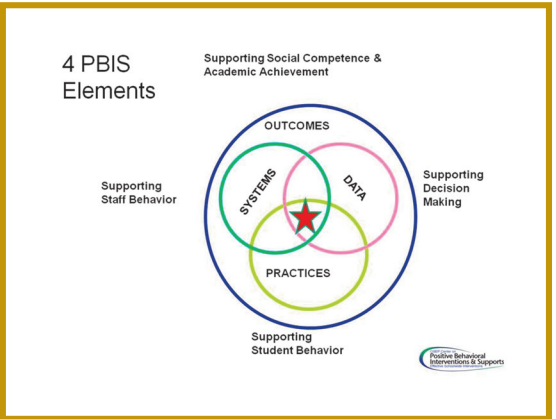 4 PBIS
Elements
Supporting Social Competence &
Academic Achievement
OUTCOMES
SYSTEMS
DATA
Supporting
Staff Behavior
Supporting
Decision
Making
PRACTICES
Supporting
Student Behavior
Positive Behavioral
Interventions & Supports